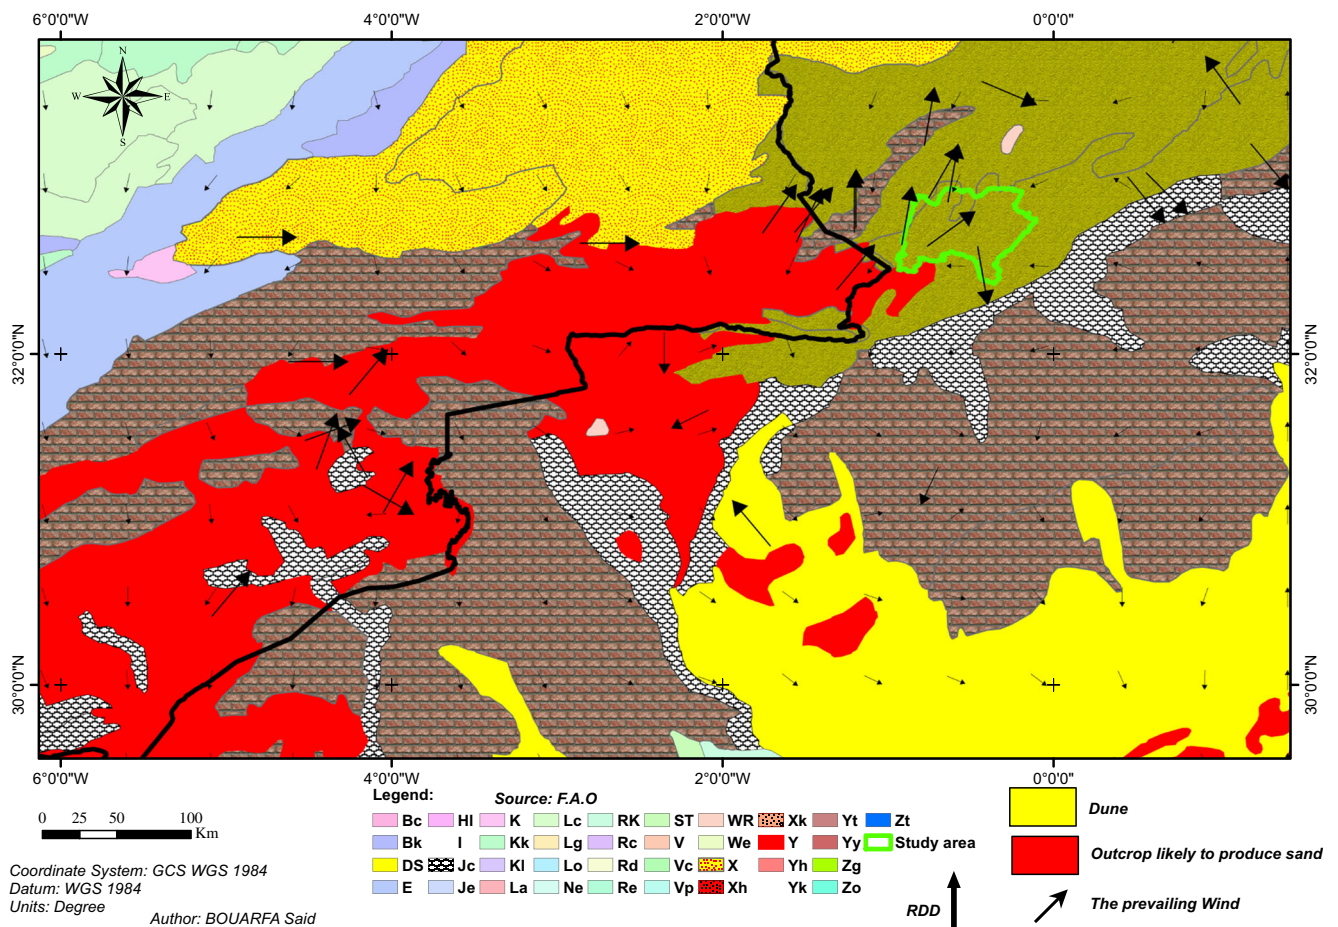 6°0'0"W 4°0'0"W 2°0'0"W 0°0'0"
N
W E
S
32°0'0"N 32°0'0"N
30°0'0"N 30°0'0"N
6°0'0"W 4°0'0"W 2°0'0"W 0°0'0"
0 25 50 100
Km
Coordinate System: GCS WGS 1984
Datum: WGS 1984
Units: Degree
Author: BOUARFA Said
Legend: Source: F.A.O
Bc Hl K Lc RK ST WR Xk Yt Zt
Bk I Kk Lg Rc V We Y Yy Study area
DS Jc Kl Lo Rd Vc X Yh Zg
E Je La Ne Re Vp Xh Yk Zo
Dune
Outcrop likely to produce sand
RDD The prevailing Wind